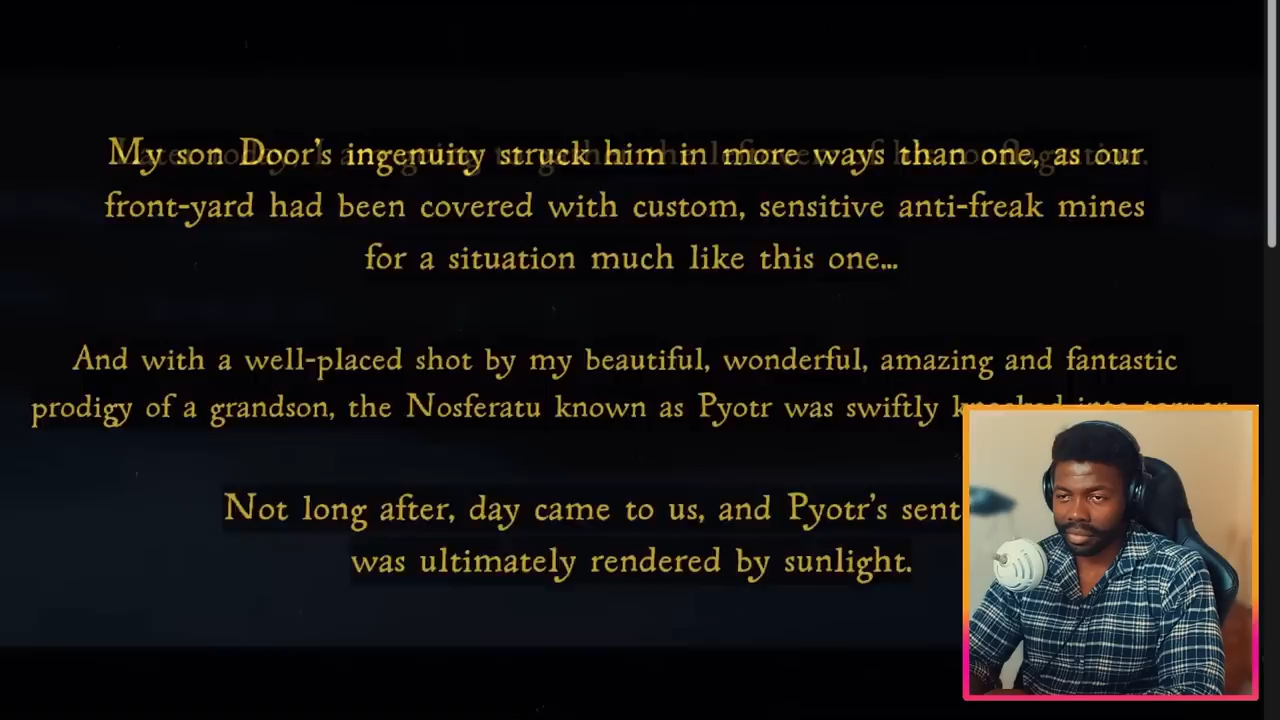 My son Door's ingenuity struck him in more ways than one, as our
front-yard had been covered with custom, sensitive anti-freak mines
for a situation much like this one...
And with a well-placed shot by my beautiful, wonderful, amazing and fantastic
prodigy of a grandson, the Nosferatu known as Pyotr was swiftly
Not long after, day came to us, and Pyotr's
was ultimately rendered by sunlight.